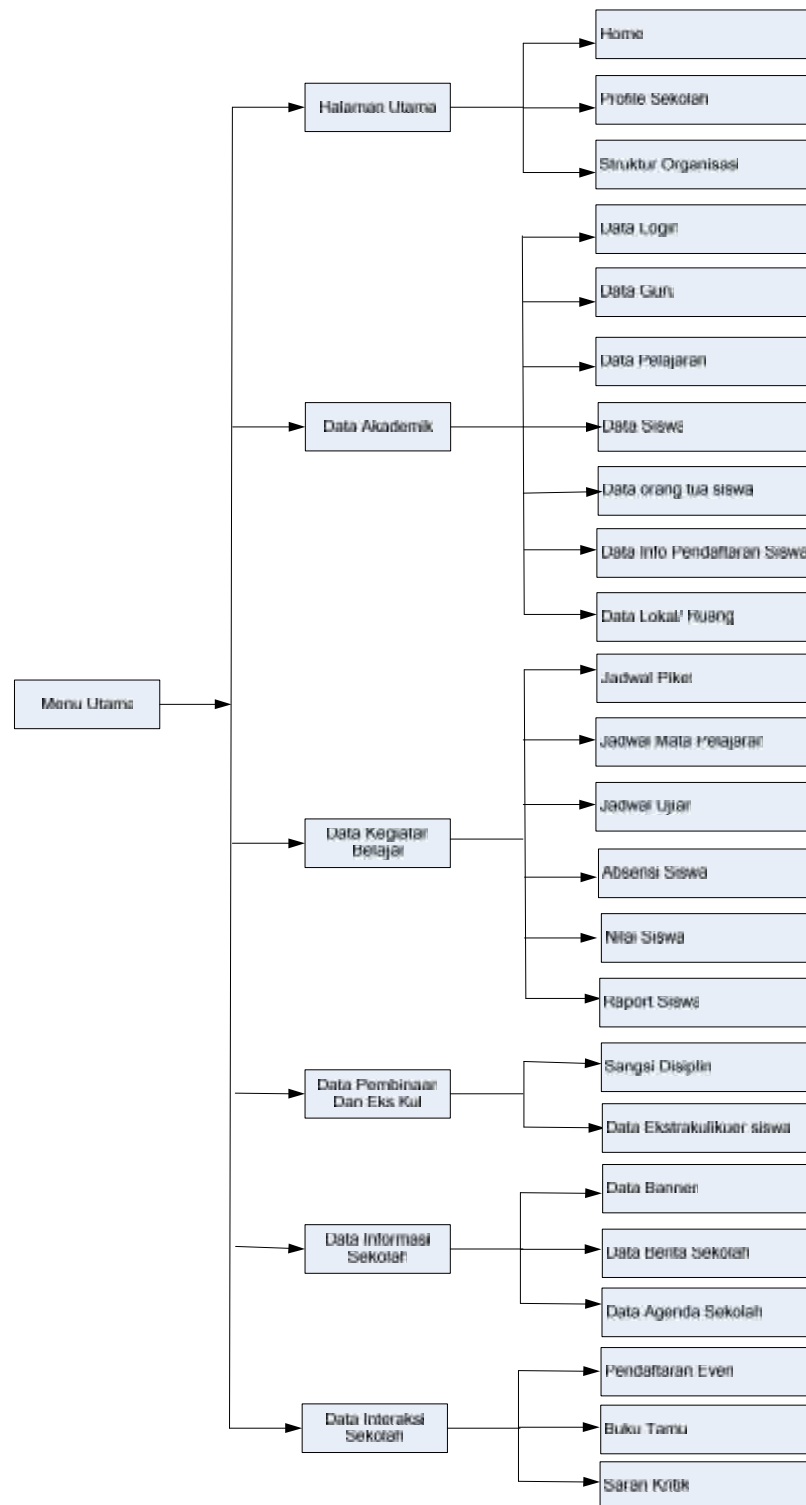 Menu Utama
Halaman Utama
Home
Profile Sekolah
Struktur Organisasi
Data Akademik
Data Login
Data Guru
Data Pelajaran
Data Siswa
Data orang tua siswa
Data Info Pendaftaran Siswa
Data Lokal/ Ruang
Data Kegiatan
Belajar
Jadwal Piket
Jadwal Mata Pelajaran
Jadwal Ujian
Absensi Siswa
Nilai Siswa
Raport Siswa
Data Pembinaan
Dan Eks Kul
Sangsi Disiplin
Data Ekstrakulikuer siswa
Data Informasi
Sekolah
Data Banner
Data Berita Sekolah
Data Agenda Sekolah
Data Interaksi
Sekolah
Pendaftaran Even
Buku Tamu
Saran Kritik